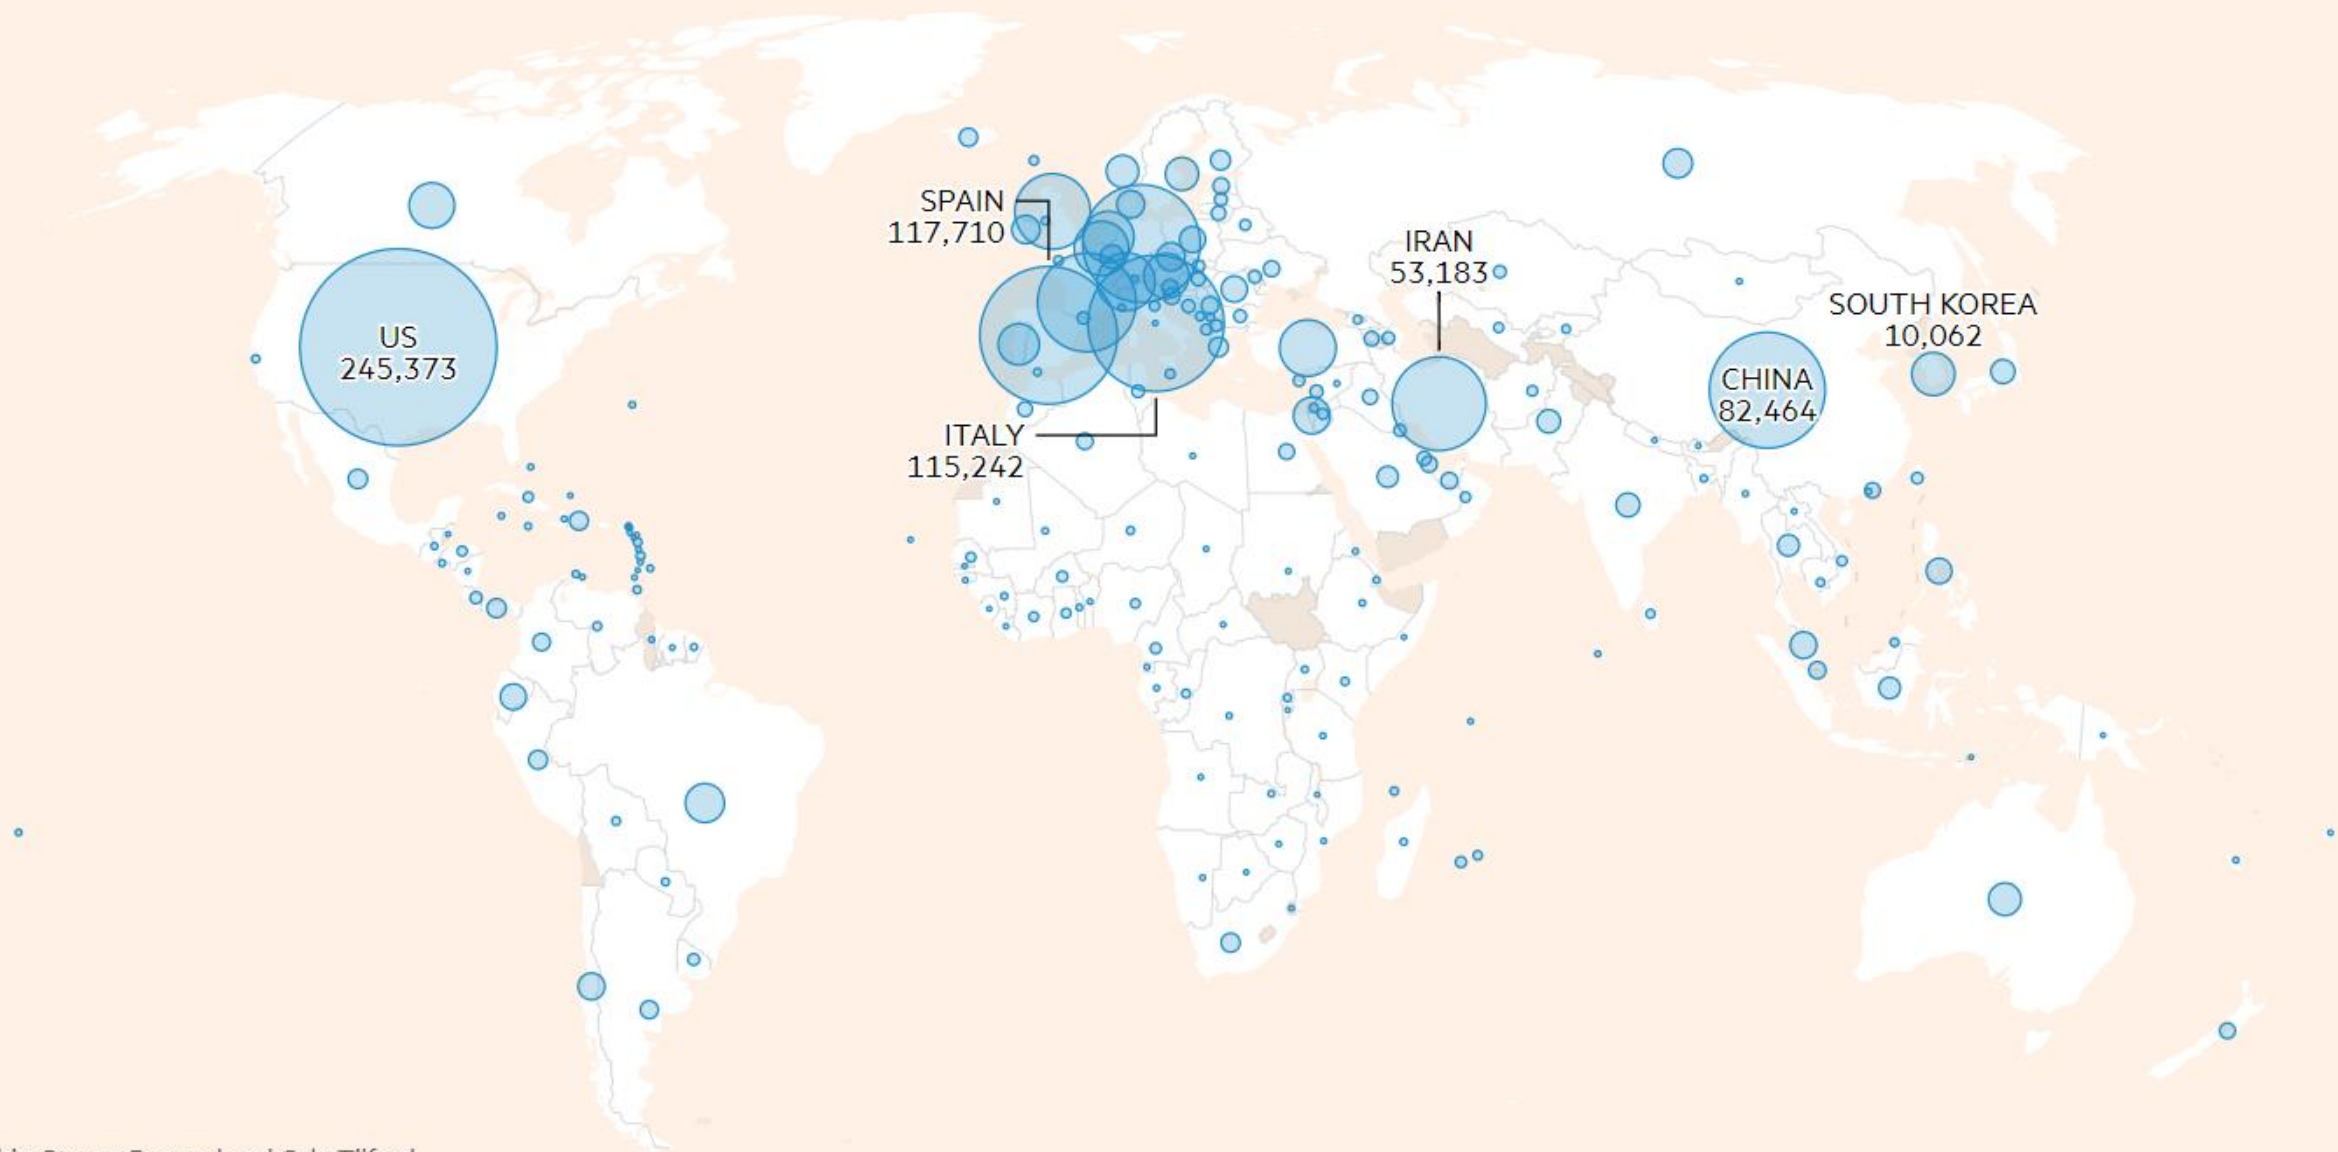 SPAIN
117,710
IRAN
53,183
SOUTH KOREA
10,062
US
245,373
CHINA
82,464
ITALY
115,242